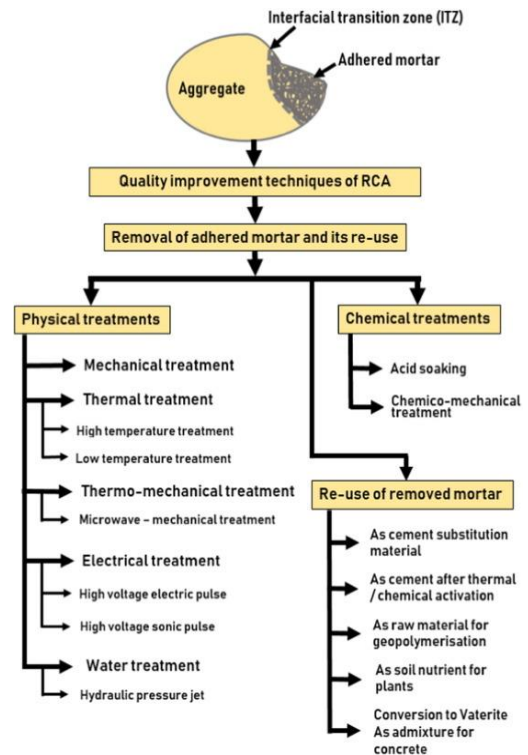 Interfacial transition zone (ITZ)
Adhered mortar
Aggregate
Quality improvement techniques of RCA
Removal of adhered mortar and its re-use
Physical treatments
Mechanical treatment
Thermal treatment
High temperature treatment
Low temperature treatment
Thermo-mechanical treatment
Microwave – mechanical treatment
Electrical treatment
High voltage electric pulse
High voltage sonic pulse
Water treatment
Hydraulic pressure jet
Chemical treatments
Acid soaking
Chemico-mechanical
treatment
Re-use of removed mortar
As cement substitution
material
As cement after thermal
/ chemical activation
As raw material for
geopolymerisation
As soil nutrient for
plants
Conversion to Vaterite
As admixture for
concrete